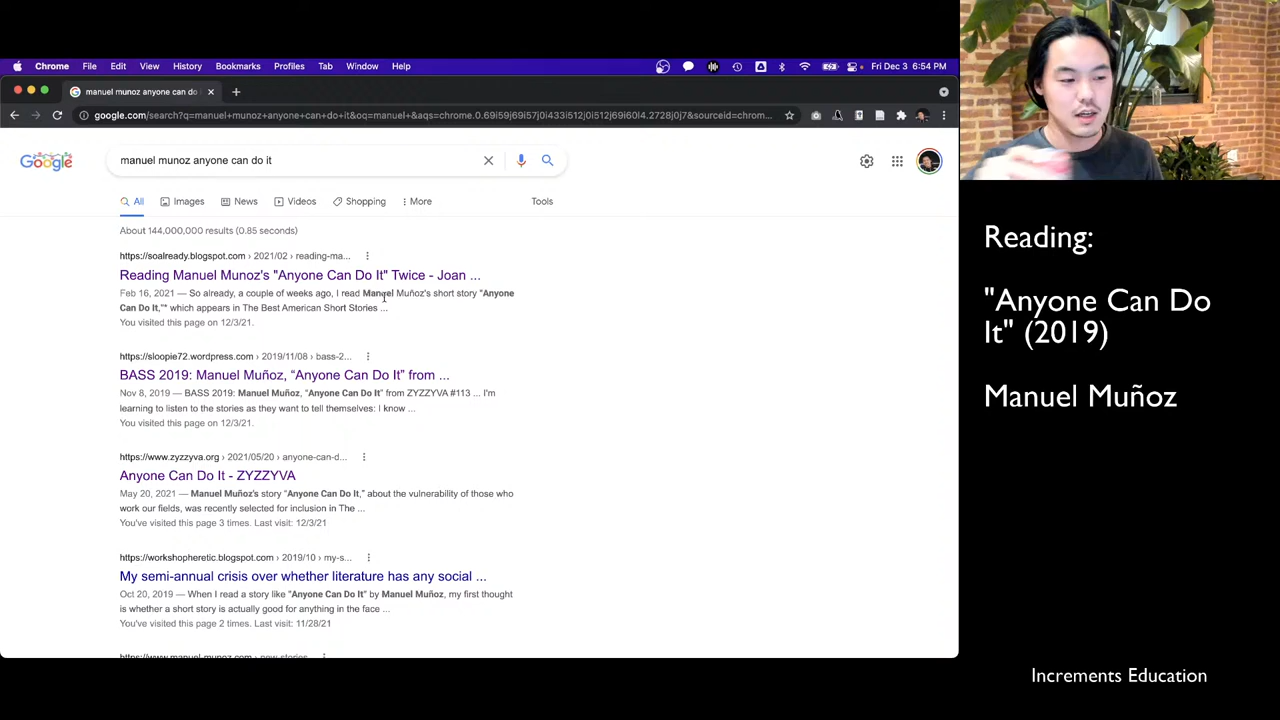 Chrome File Edit View History Bookmarks Profiles Tab Window Help Fri Dec 3 6:54 PM
manuel munoz anyone can do
google.com/search?q=manuel+munoz+anyone+can+do+it&oq=manuel+&aqs=chrome.0.69i59j69i57j0i433i512j0i512j69i60l4.2728j0j7&sourceid=chrom...
Google
manuel munoz anyone can do it
All Images News Videos Shopping More Tools
About 144,000,000 results (0.85 seconds)
https://soalready.blogspot.com › 2021/02 › reading-ma...
Reading Manuel Munoz's "Anyone Can Do It" Twice - Joan ...
Feb 16, 2021 — So already, a couple of weeks ago, I read Manuel Muñoz's short story "Anyone
Can Do It,"* which appears in The Best American Short Stories ...
You visited this page on 12/3/21.
https://sloopie72.wordpress.com › 2019/11/08 › bass-2...
BASS 2019: Manuel Muñoz, “Anyone Can Do It” from ...
Nov 8, 2019 — BASS 2019: Manuel Muñoz, “Anyone Can Do It” from ZYZZYVA #113 ... I'm
learning to listen to the stories as they want to tell themselves: I know ...
You visited this page on 12/3/21.
https://www.zyzzyva.org › 2021/05/20 › anyone-can-d...
Anyone Can Do It - ZYZZYVA
May 20, 2021 — Manuel Muñoz's story “Anyone Can Do It,” about the vulnerability of those who
work our fields, was recently selected for inclusion in The ...
You've visited this page 3 times. Last visit: 12/3/21
https://workshopheretic.blogspot.com › 2019/10 › my-s...
My semi-annual crisis over whether literature has any social ...
Oct 20, 2019 — When I read a story like "Anyone Can Do It" by Manuel Muñoz, my first thought
is whether a short story is actually good for anything in the face ...
You've visited this page 2 times. Last visit: 11/28/21
https://www.manuel-munoz.com › new-stories
Reading:
"Anyone Can Do
It" (2019)
Manuel Muñoz
Increments Education